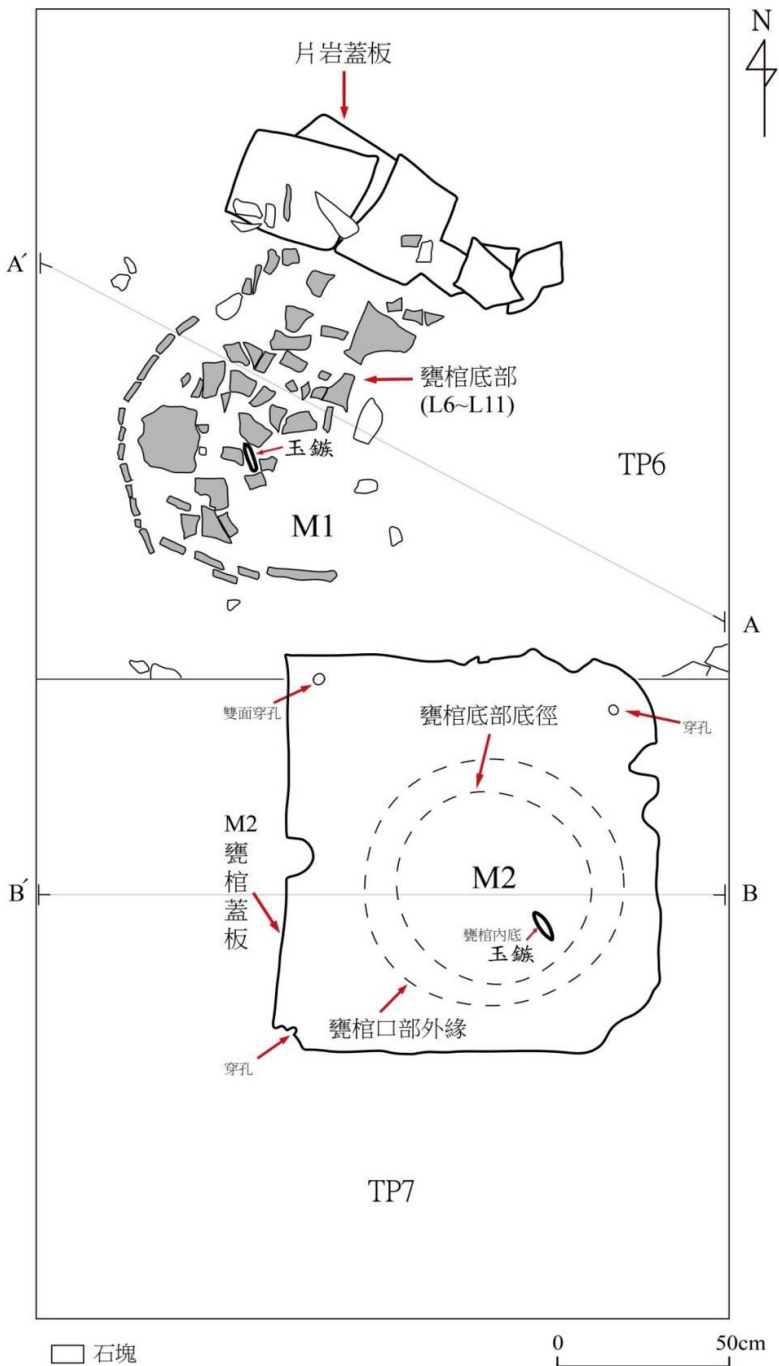 N
片岩蓋板
A′
甕棺底部
(L6~L11)
玉鏃
TP6
M1
A
雙面穿孔
甕棺底部底徑
穿孔
M2
甕棺蓋板
M2
B′
B
甕棺內底
玉鏃
甕棺口部外緣
穿孔
TP7
石塊
0
50cm